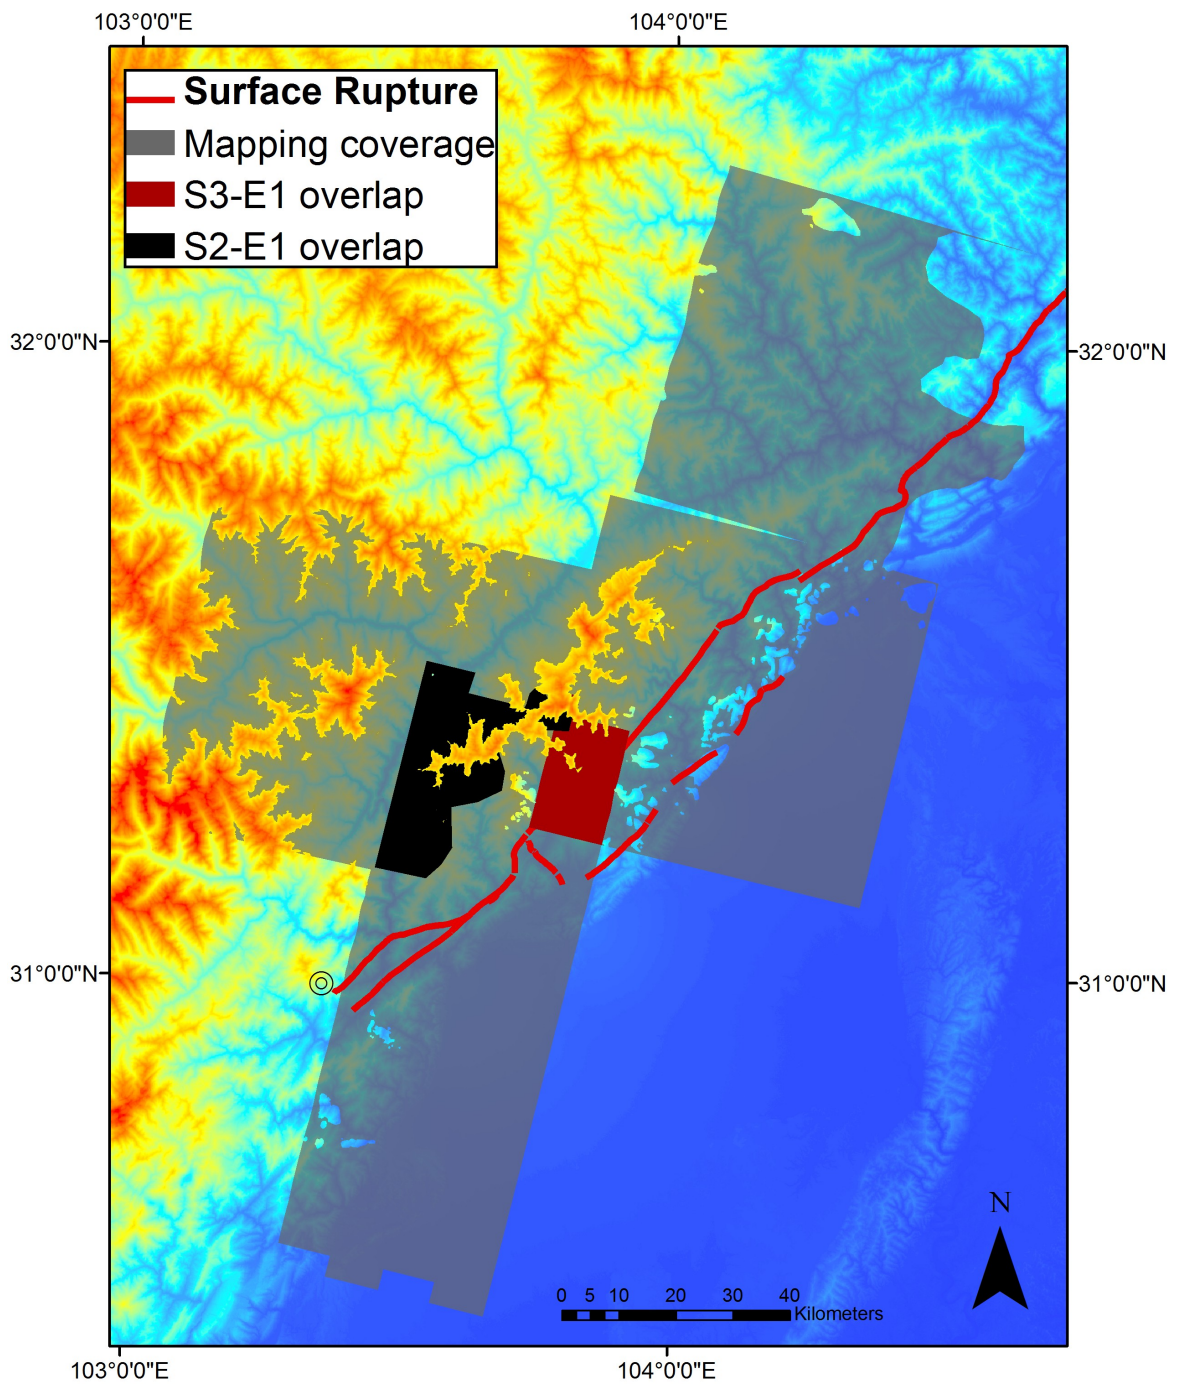 103°0'0"E 104°0'0"E
Surface Rupture
Mapping coverage
S3-E1 overlap
S2-E1 overlap
32°0'0"N 32°0'0"N
31°0'0"N 31°0'0"N
N
0 5 10 20 30 40
Kilometers
103°0'0"E 104°0'0"E